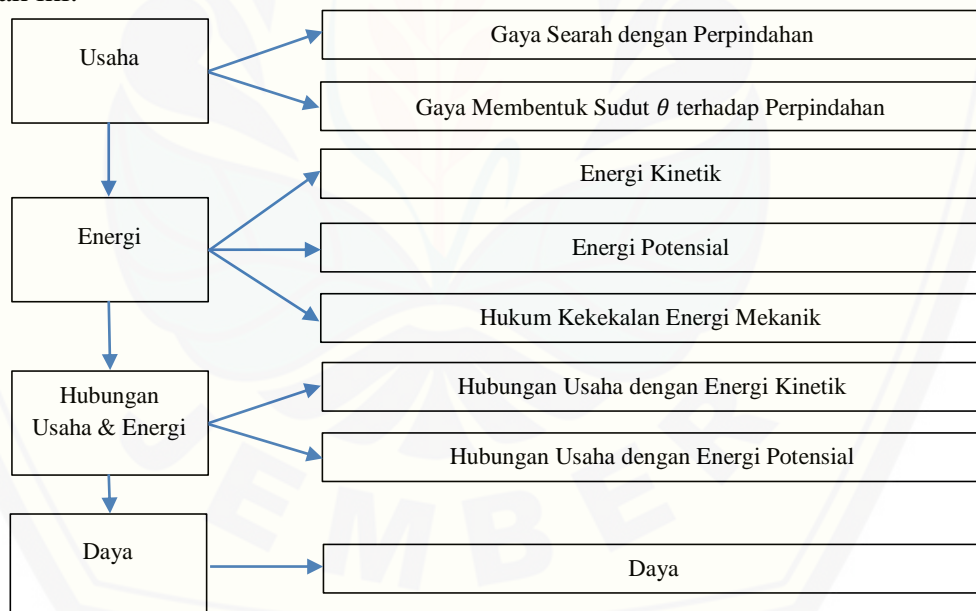 Usaha
Gaya Searah dengan Perpindahan
Gaya Membentuk Sudut θ terhadap Perpindahan
Energi
Energi Kinetik
Energi Potensial
Hukum Kekekalan Energi Mekanik
Hubungan
Usaha & Energi
Hubungan Usaha dengan Energi Kinetik
Hubungan Usaha dengan Energi Potensial
Daya
Daya
JEMBER